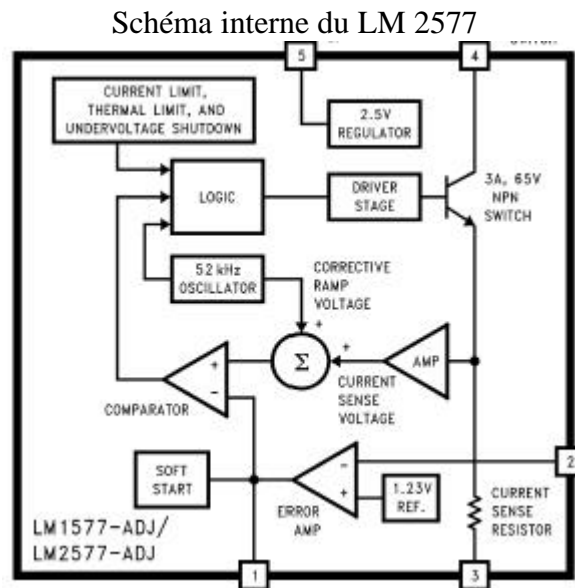 Schéma interne du LM 2577
5
4
CURRENT LIMIT,
THERMAL LIMIT, AND
UNDERVOLTAGE SHUTDOWN
2.5V
REGULATOR
LOGIC
DRIVER
STAGE
3A, 65V
NPN
SWITCH
52 kHz
OSCILLATOR
CORRECTIVE
RAMP
VOLTAGE
+
+
Σ
AMP
+
-
COMPARATOR
CURRENT
SENSE
VOLTAGE
SOFT
START
-
+
ERROR
AMP
1.23V
REF.
2
CURRENT
SENSE
RESISTOR
LM1577-ADJ/
LM2577-ADJ
1
3